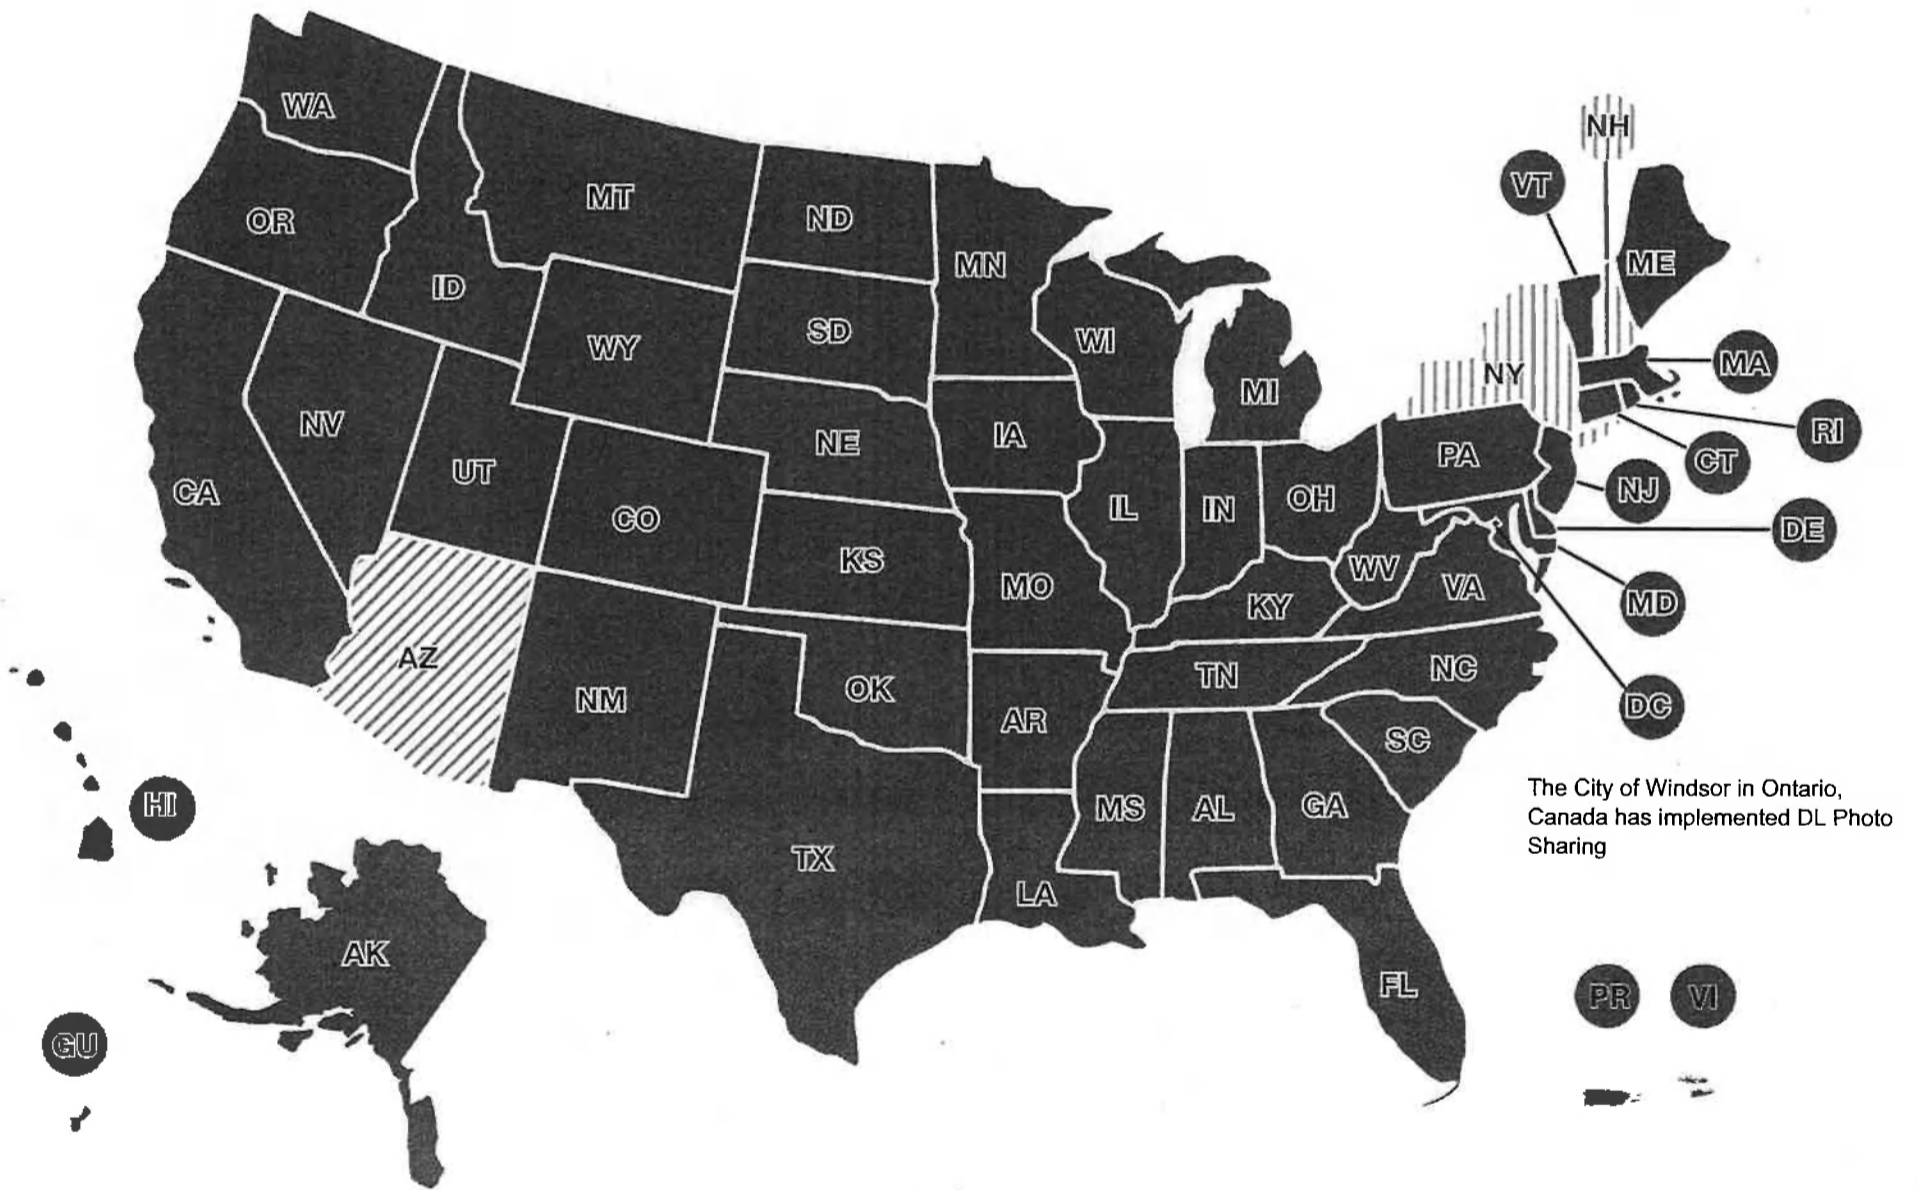 NH
WA
VT
MT
OR
ND
MN
ME
ID
SD
WY
WI
MA
NY
MI
NV
RI
IA
NE
PA
CT
UT
NJ
CA
OH
IL
IN
CO
DE
KS
WV
MO
VA
MD
KY
AZ
NC
TN
OK
NM
DC
AR
SC
The City of Windsor in Ontario,
Canada has implemented DL Photo
Sharing
HI
MS
AL
GA
TX
LA
AK
FL
PR
VI
GU